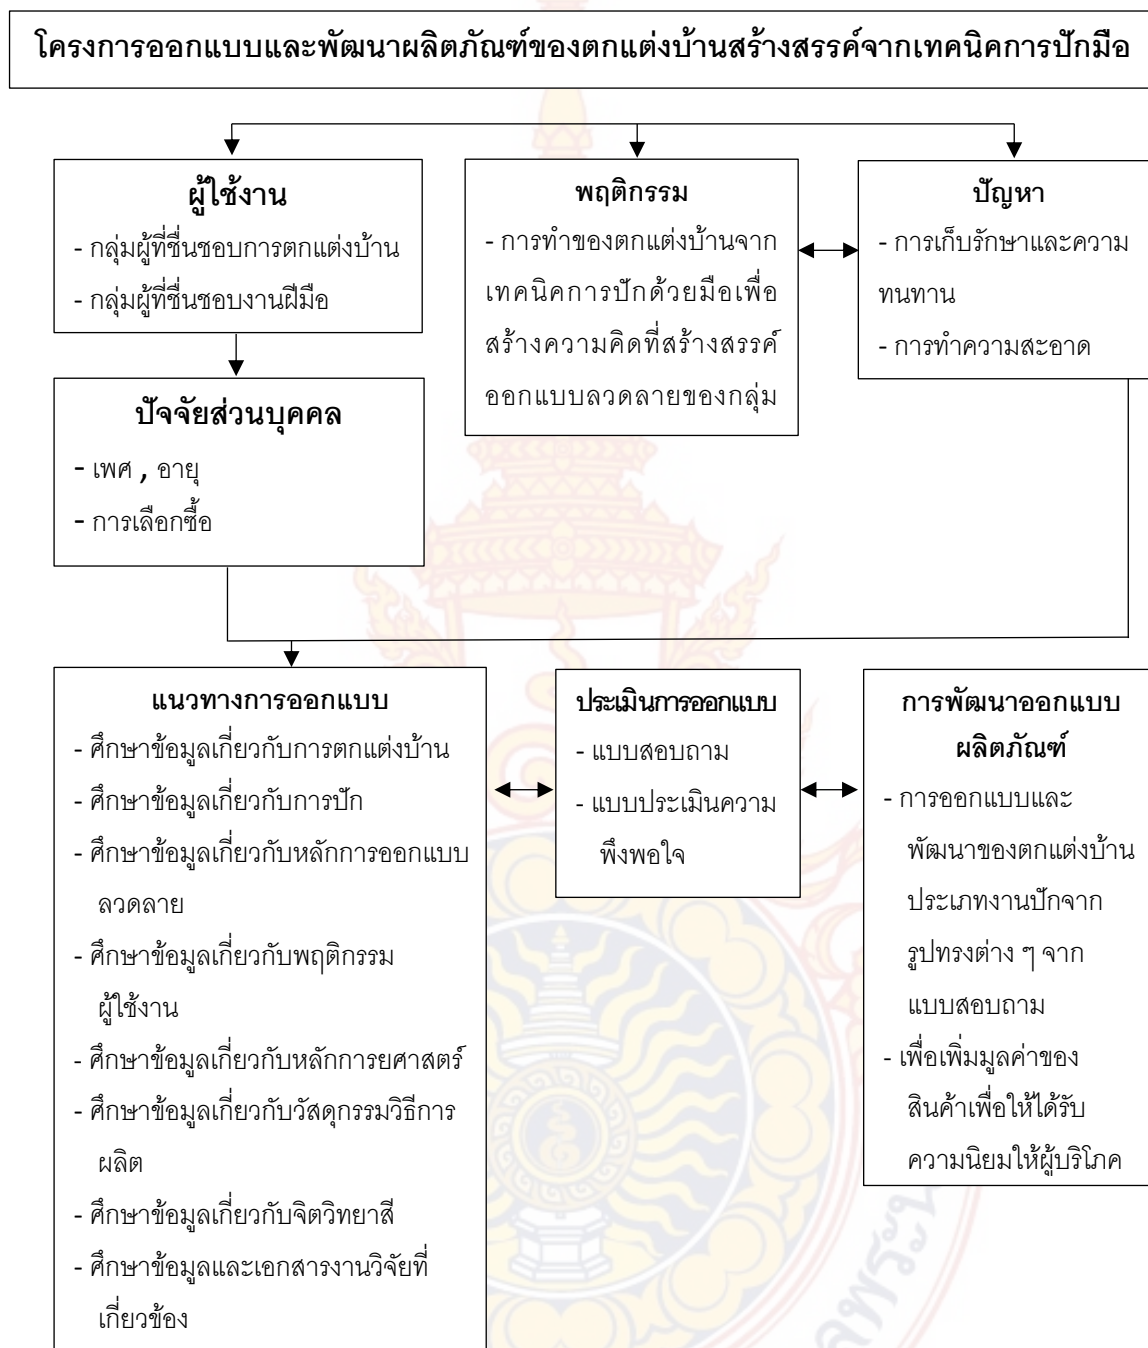 โครงการออกแบบและพัฒนาผลิตภัณฑ์ของตกแต่งบ้านสร้างสรรค์จากเทคนิคการปักมือ
ผู้ใช้งาน
- กลุ่มผู้ที่ชื่นชอบการตกแต่งบ้าน
- กลุ่มผู้ที่ชื่นชอบงานฝีมือ
พฤติกรรม
- การทำของตกแต่งบ้านจาก
เทคนิคการปักด้วยมือเพื่อ
สร้างความคิดที่สร้างสรรค์
ออกแบบลวดลายของกลุ่ม
ปัญหา
- การเก็บรักษาและความ
ทนทาน
- การทำความสะอาด
ปัจจัยส่วนบุคคล
- เพศ , อายุ
- การเลือกซื้อ
แนวทางการออกแบบ
- ศึกษาข้อมูลเกี่ยวกับการตกแต่งบ้าน
- ศึกษาข้อมูลเกี่ยวกับการปัก
- ศึกษาข้อมูลเกี่ยวกับหลักการออกแบบ
ลวดลาย
- ศึกษาข้อมูลเกี่ยวกับพฤติกรรม
ผู้ใช้งาน
- ศึกษาข้อมูลเกี่ยวกับหลักการยศาสตร์
- ศึกษาข้อมูลเกี่ยวกับวัสดุกรรมวิธีการ
ผลิต
- ศึกษาข้อมูลเกี่ยวกับจิตวิทยาสี
- ศึกษาข้อมูลและเอกสารงานวิจัยที่
เกี่ยวข้อง
ประเมินการออกแบบ
- แบบสอบถาม
- แบบประเมินความ
พึงพอใจ
การพัฒนาออกแบบ
ผลิตภัณฑ์
- การออกแบบและ
พัฒนาของตกแต่งบ้าน
ประเภทงานปักจาก
รูปทรงต่าง ๆ จาก
แบบสอบถาม
- เพื่อเพิ่มมูลค่าของ
สินค้าเพื่อให้ได้รับ
ความนิยมให้ผู้บริโภค